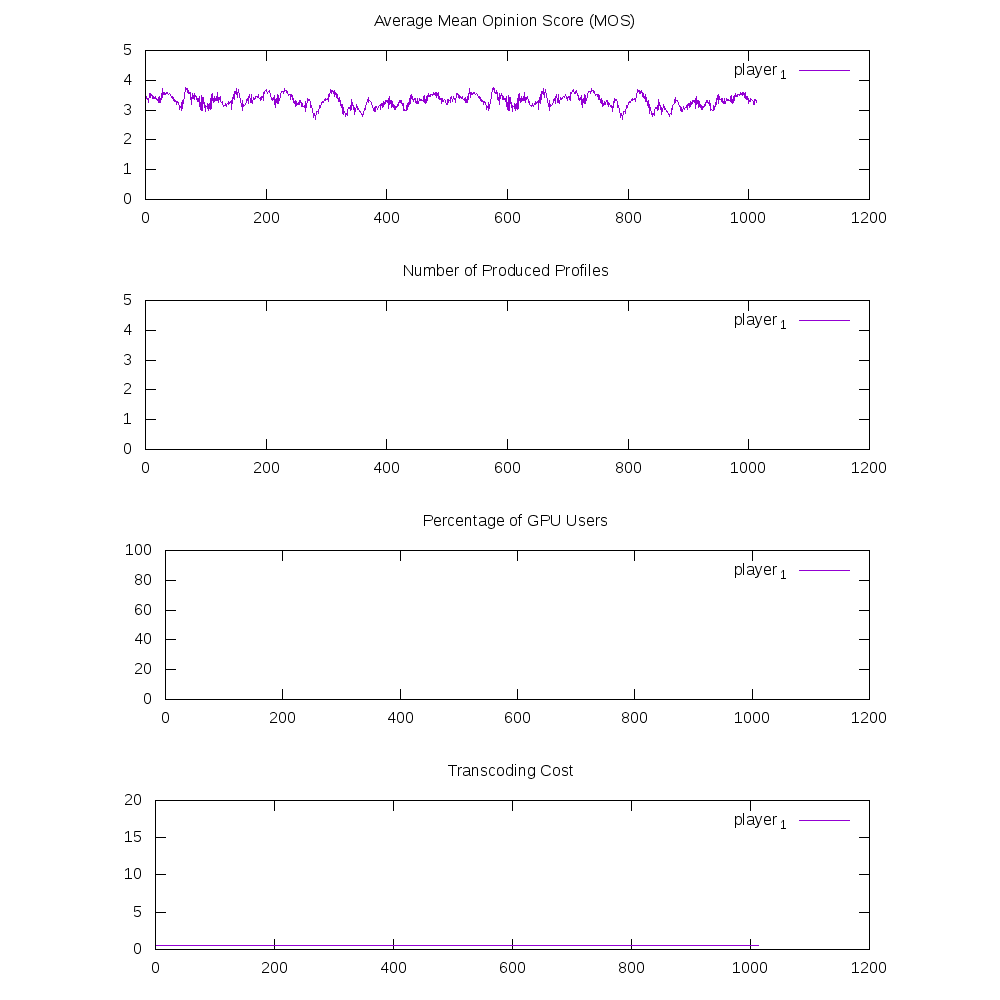 Average Mean Opinion Score (MOS)
5
player 1
4
3
2
1
0
0 200 400 600 800 1000 1200
Number of Produced Profiles
5
player 1
4
3
2
1
0
0 200 400 600 800 1000 1200
Percentage of GPU Users
100
player 1
80
60
40
20
0
0 200 400 600 800 1000 1200
Transcoding Cost
20
player 1
15
10
5
0
0 200 400 600 800 1000 1200